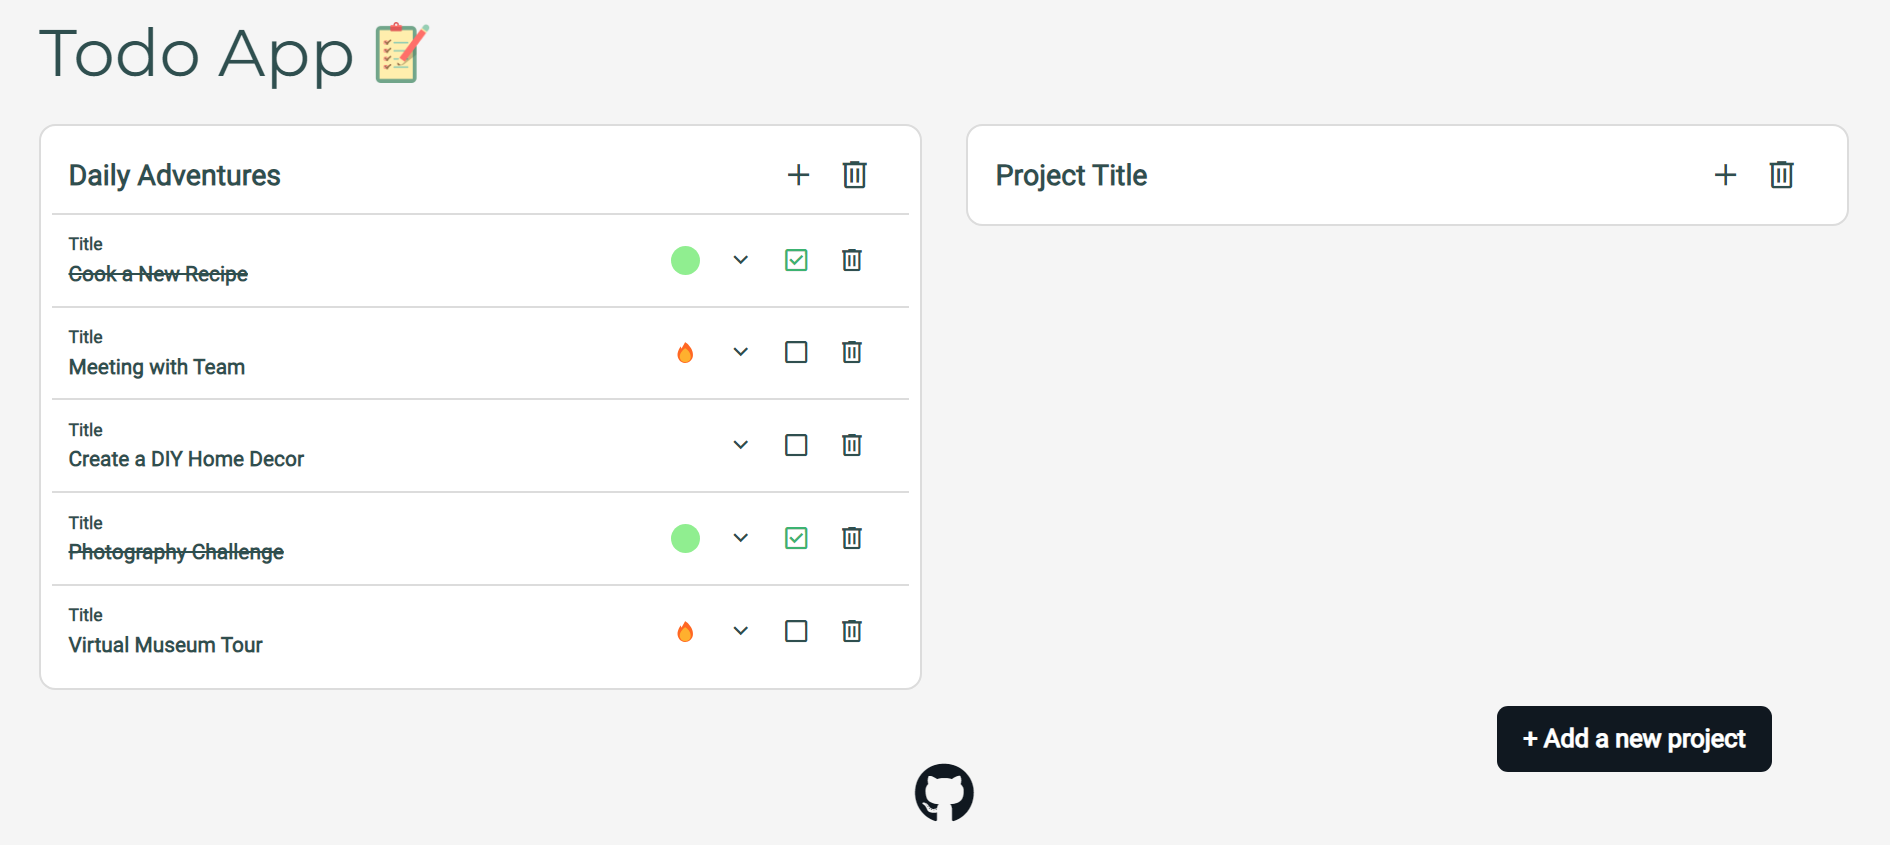 Todo App
Daily Adventures
Title
Cook a New Recipe
Title
Meeting with Team
Title
Create a DIY Home Decor
Title
Photography Challenge
Title
Virtual Museum Tour
Project Title
+ Add a new project